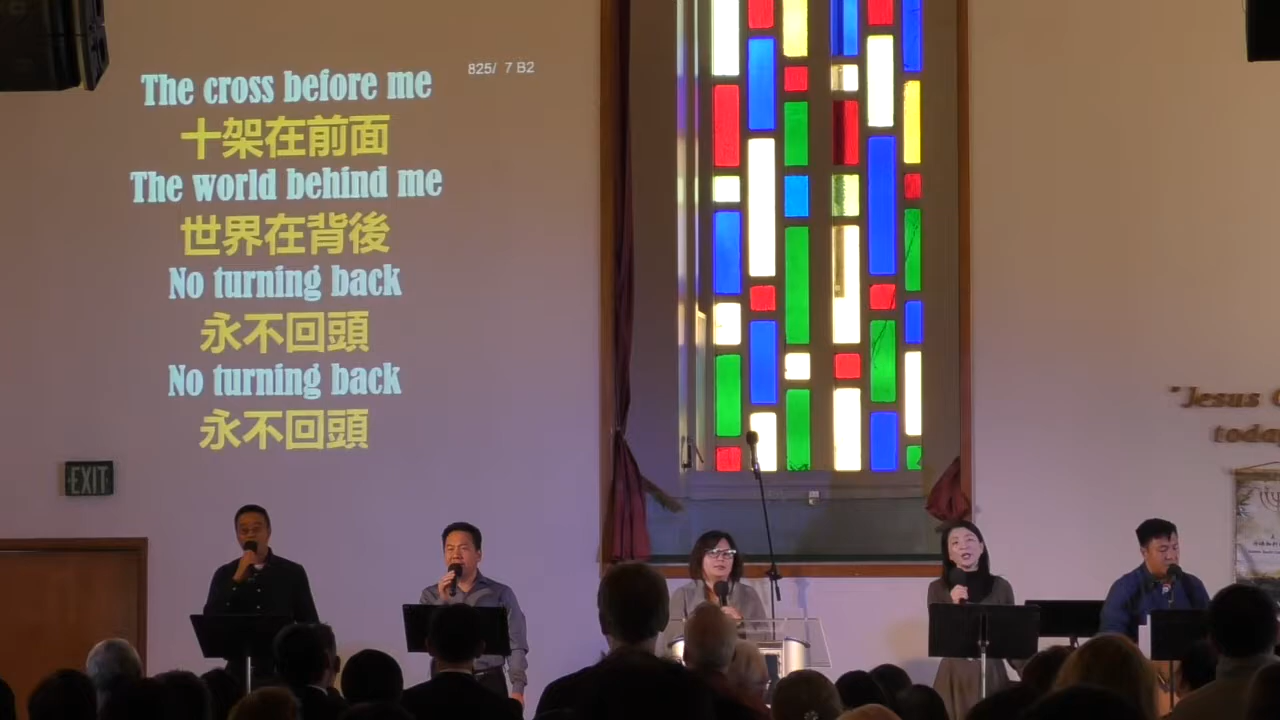 The cross before me
825/ 7 B2
十架在前面
The world behind me
世界在背後
No turning back
永不回頭
No turning back
永不回頭
EXIT
"Jesus